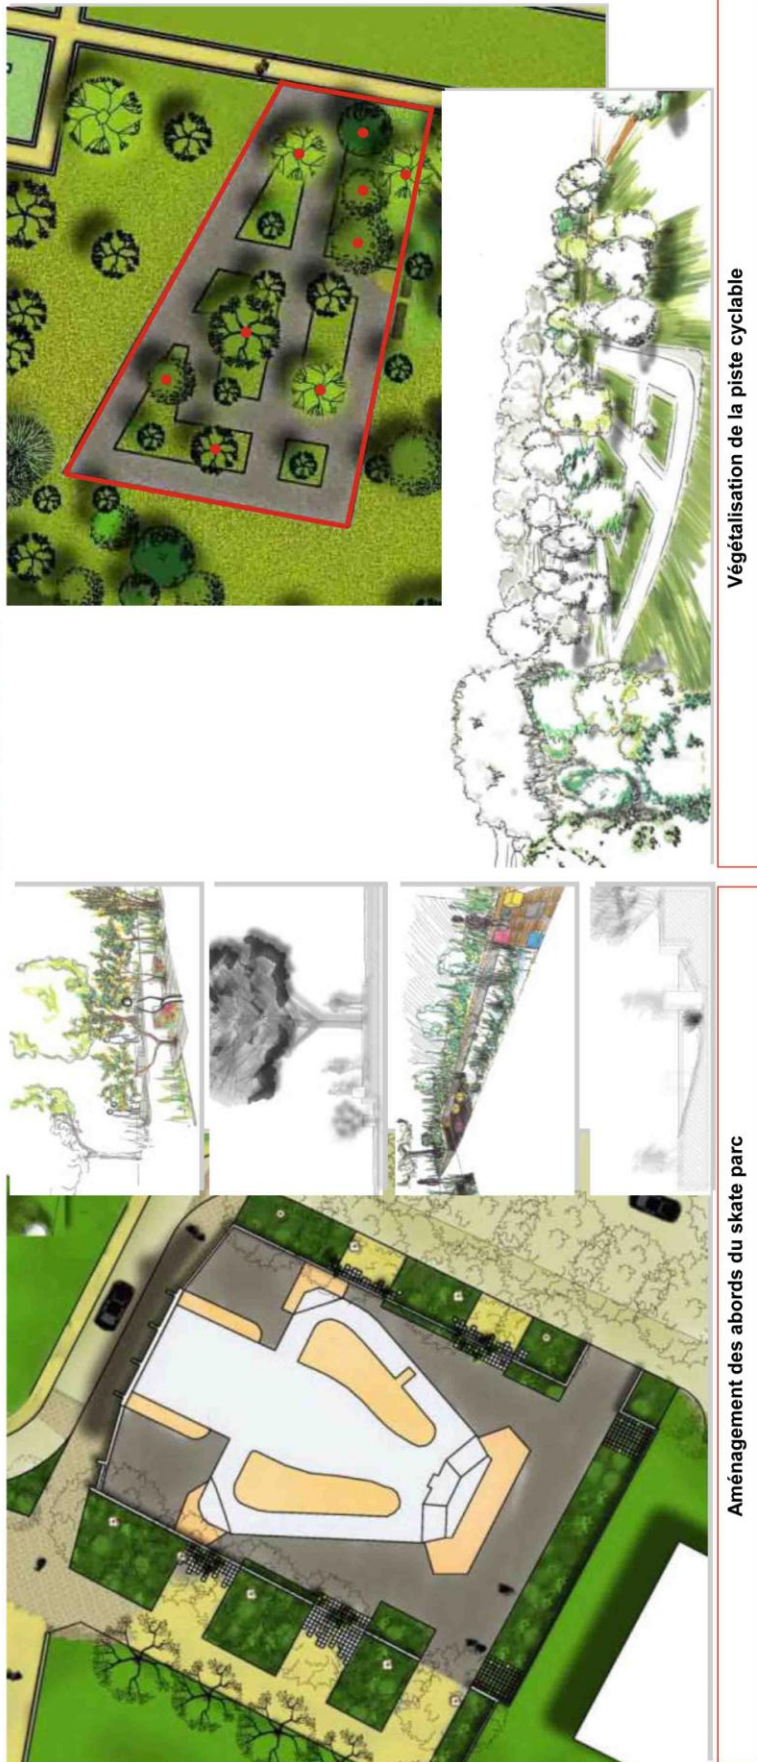 Aménagement des abords du skate parc
Végétalisation de la piste cyclable